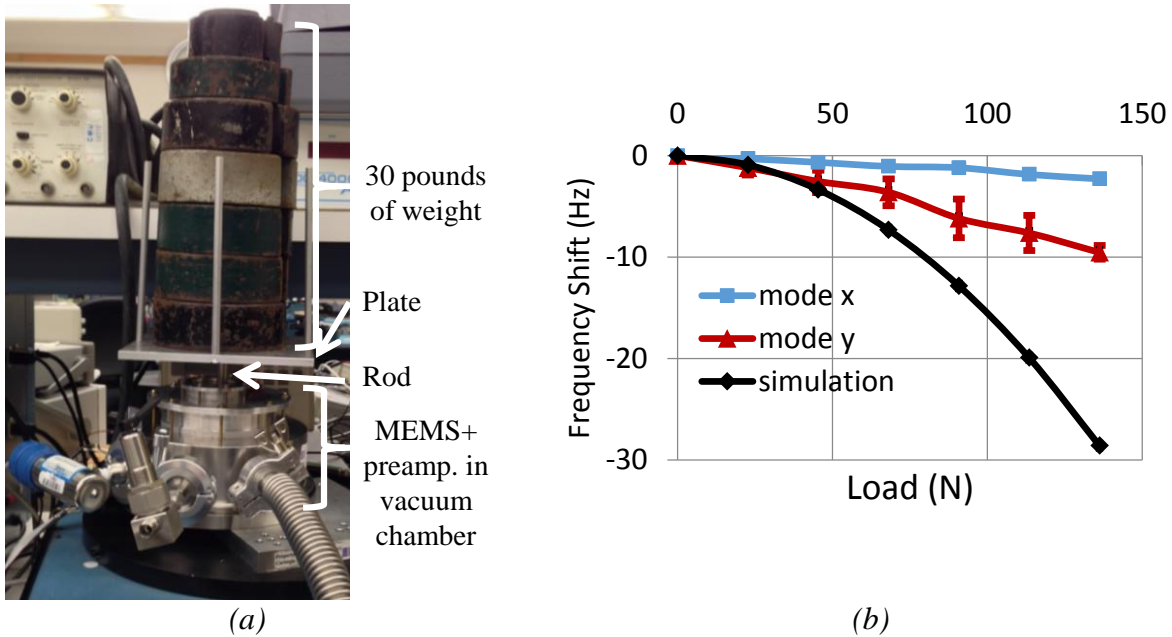 30 pounds
of weight
Plate
Rod
MEMS+
preamp. in
vacuum
chamber
(a)
0 50 100 150
0
-10
-20
-30
Frequency Shift (Hz)
mode x
mode y
simulation
Load (N)
(b)